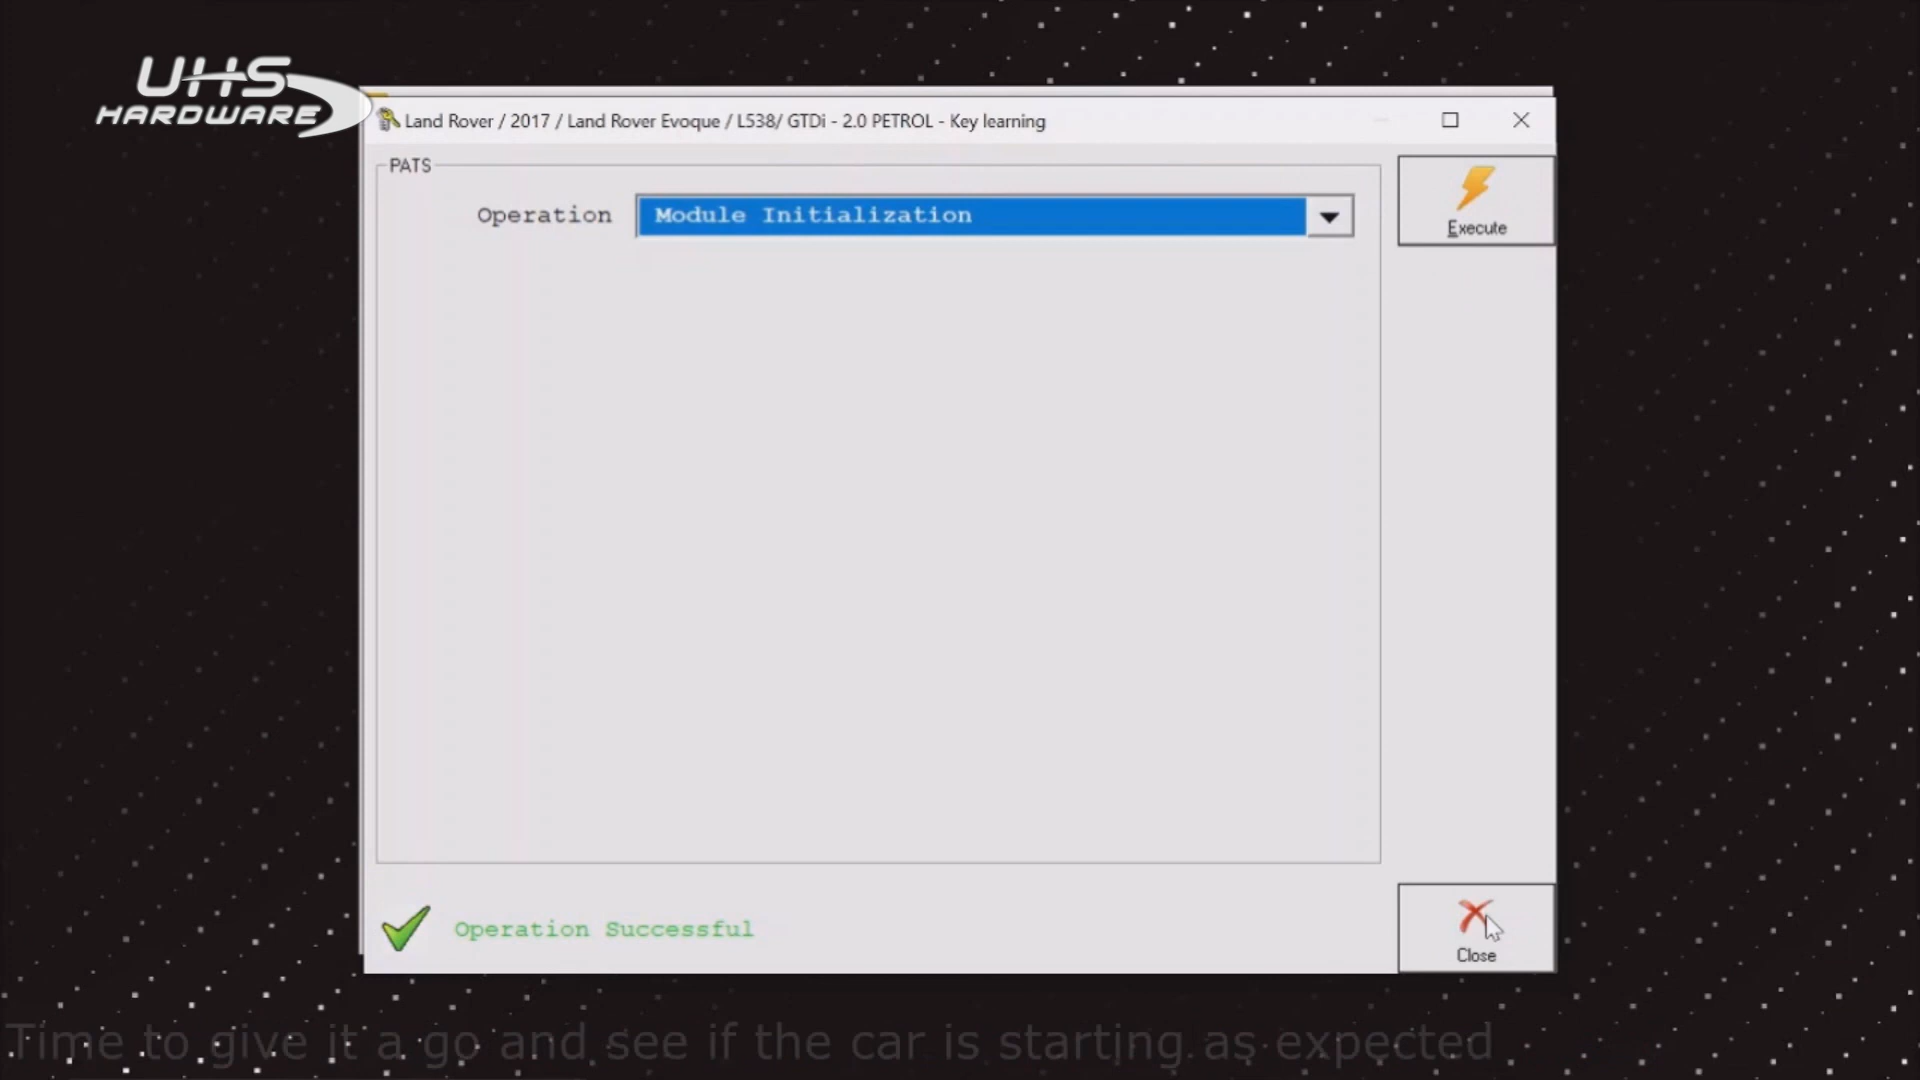 UHS
HARDWARE
Land Rover / 2017 / Land Rover Evoque / L538/ GTDi - 2.0 PETROL - Key learning
PATS
Operation Module Initialization
Execute
Operation Successful
Close
Time to give it a go and see if the car is starting as expected